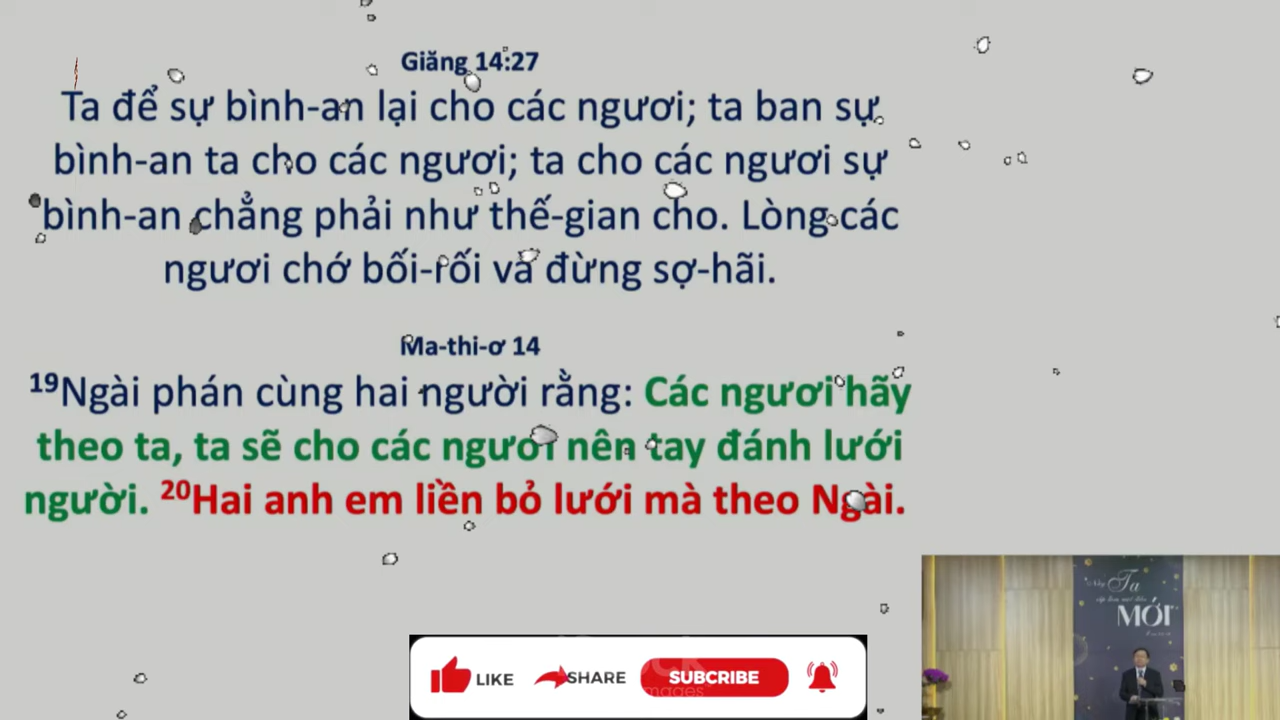 Giăng 14:27
Ta để sự bình-an lại cho các ngươi; ta ban sự
bình-an ta cho các ngươi; ta cho các ngươi sự
bình-an chẳng phải như thế-gian cho. Lòng các
ngươi chớ bối-rối và đừng sợ-hãi.
Ma-thi-ơ 14
19Ngài phán cùng hai người rằng: Các ngươi hãy
theo ta, ta sẽ cho các ngươi nên tay đánh lưới
người. 20Hai anh em liền bỏ lưới mà theo Ngài.
Ta
MỚI
LIKE SHARE SUBCRIBE